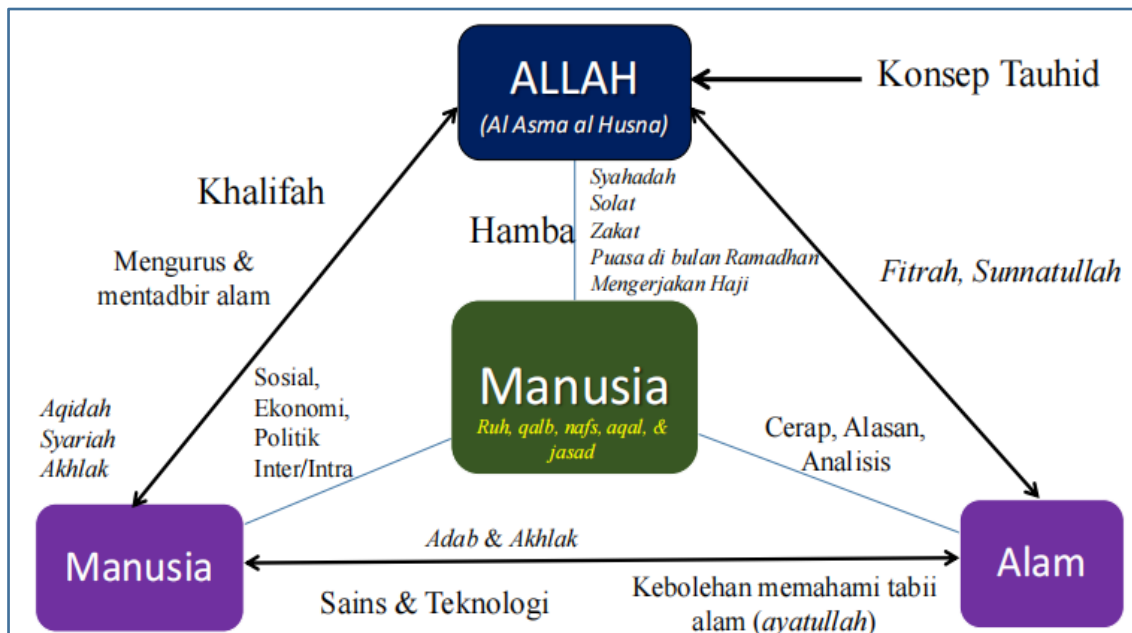 ALLAH
(Al Asma al Husna)
Konsep Tauhid
Khalifah
Mengurus &
mentadbir alam
Hamba
Syahadah
Solat
Zakat
Puasa di bulan Ramadhan
Mengerjakan Haji
Fitrah, Sunnatullah
Manusia
Ruh, qalb, nafs, aqal, &
jasad
Aqidah
Syariah
Akhlak
Sosial,
Ekonomi,
Politik
Inter/Intra
Cerap, Alasan,
Analisis
Manusia
Adab & Akhlak
Sains & Teknologi
Kebolehan memahami tabii
alam (ayatullah)
Alam